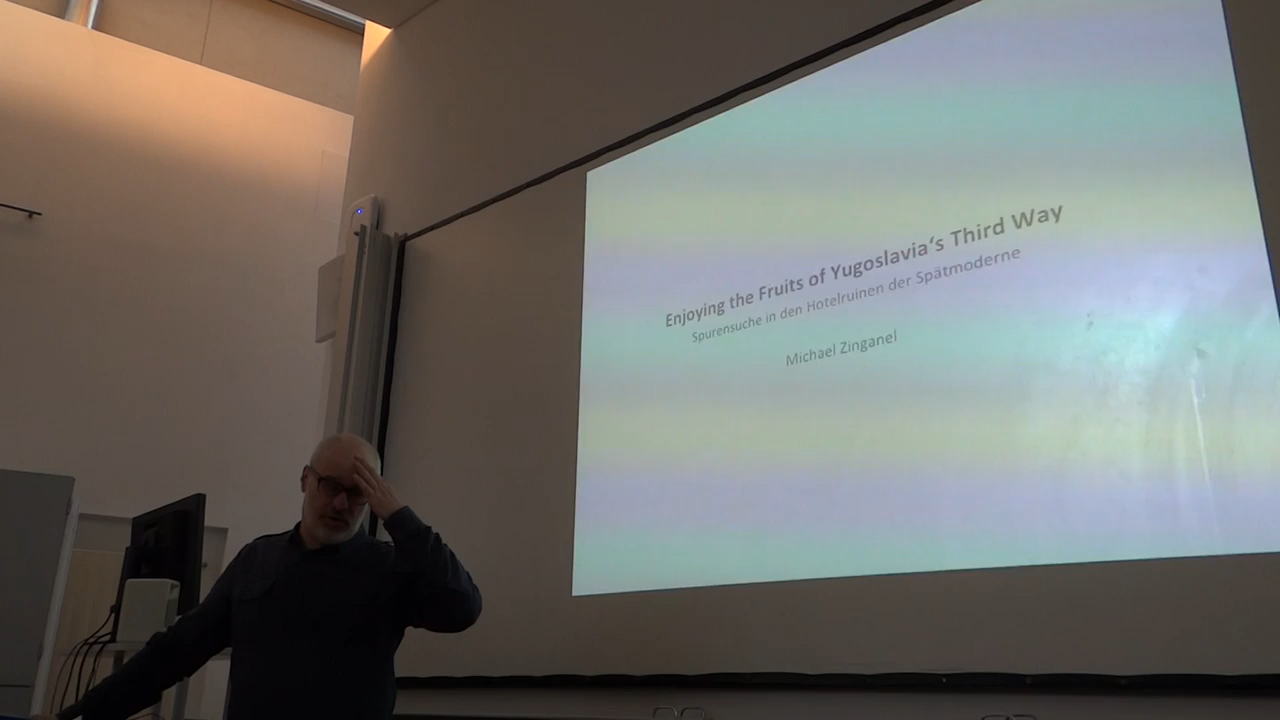 Enjoying the Fruits of Yugoslavia‘s Third Way
Spurensuche in den Hotelruinen der Spätmoderne
Michael Zinganel